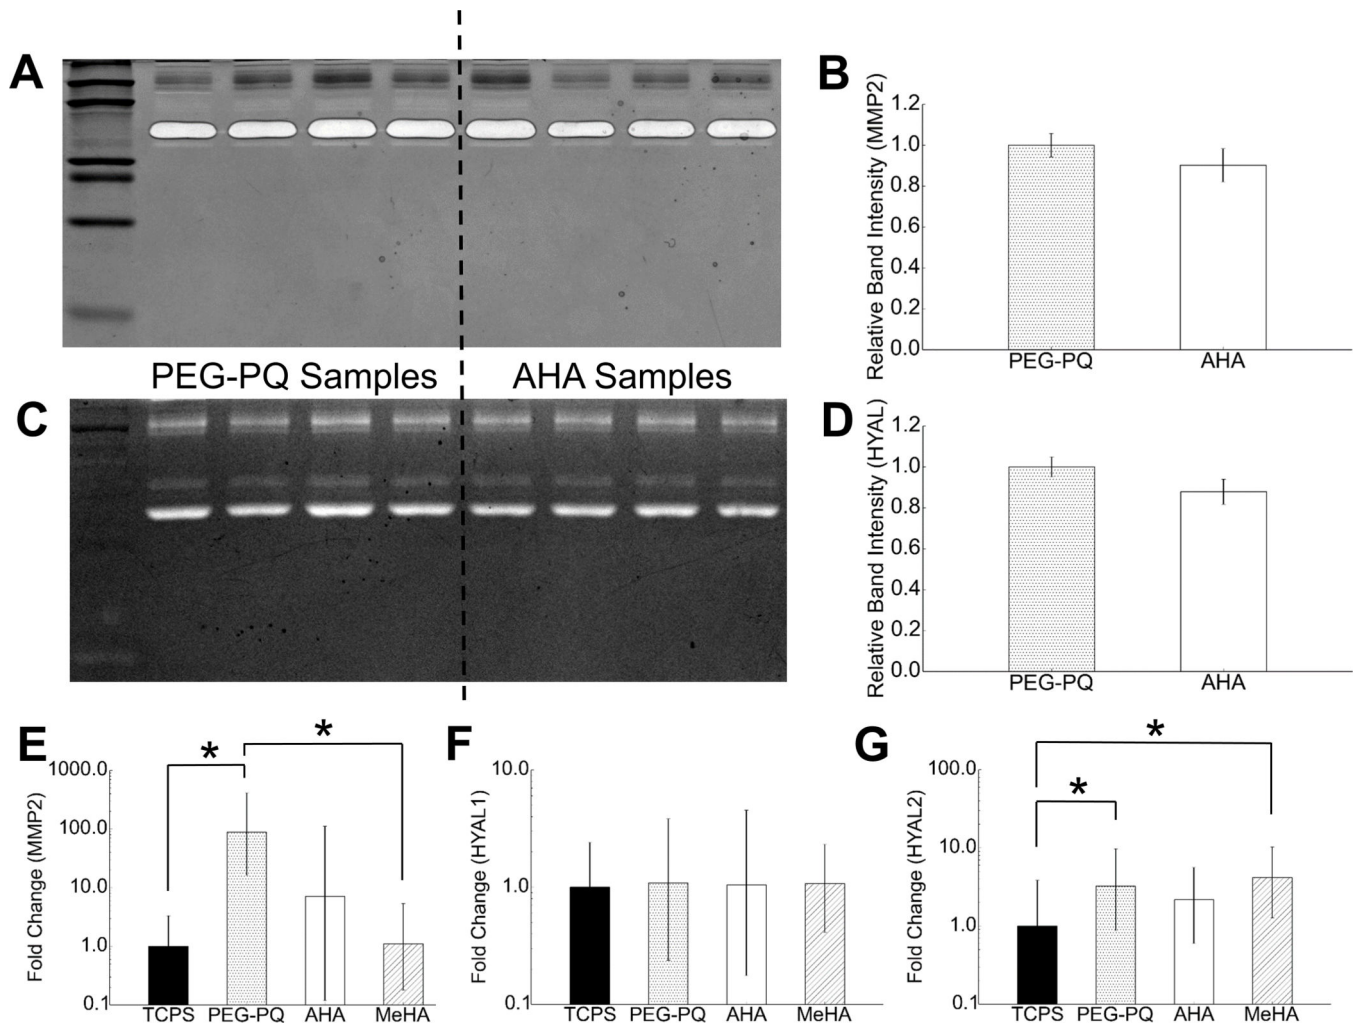 A
B
Relative Band Intensity (MMP2)
1.2
1.0
0.8
0.6
0.4
0.2
0.0
PEG-PQ
AHA
PEG-PQ Samples
AHA Samples
C
D
Relative Band Intensity (HYAL)
1.2
1.0
0.8
0.6
0.4
0.2
0.0
PEG-PQ
AHA
E
*
*
Fold Change (MMP2)
1000.0
100.0
10.0
1.0
0.1
TCPS
PEG-PQ
AHA
MeHA
F
Fold Change (HYAL1)
10.0
1.0
0.1
TCPS
PEG-PQ
AHA
MeHA
G
*
*
Fold Change (HYAL2)
100.0
10.0
1.0
0.1
TCPS
PEG-PQ
AHA
MeHA